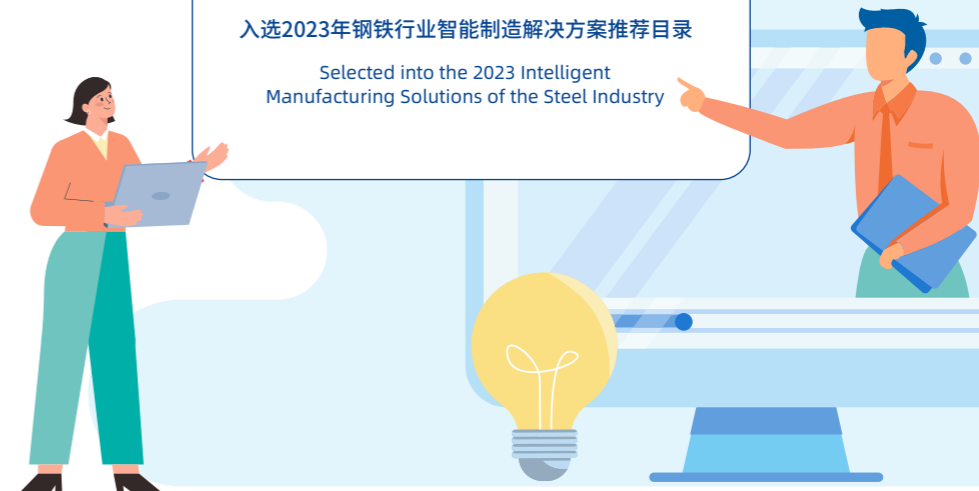 入选2023年钢铁行业智能制造解决方案推荐目录
Selected into the 2023 Intelligent
Manufacturing Solutions of the Steel Industry